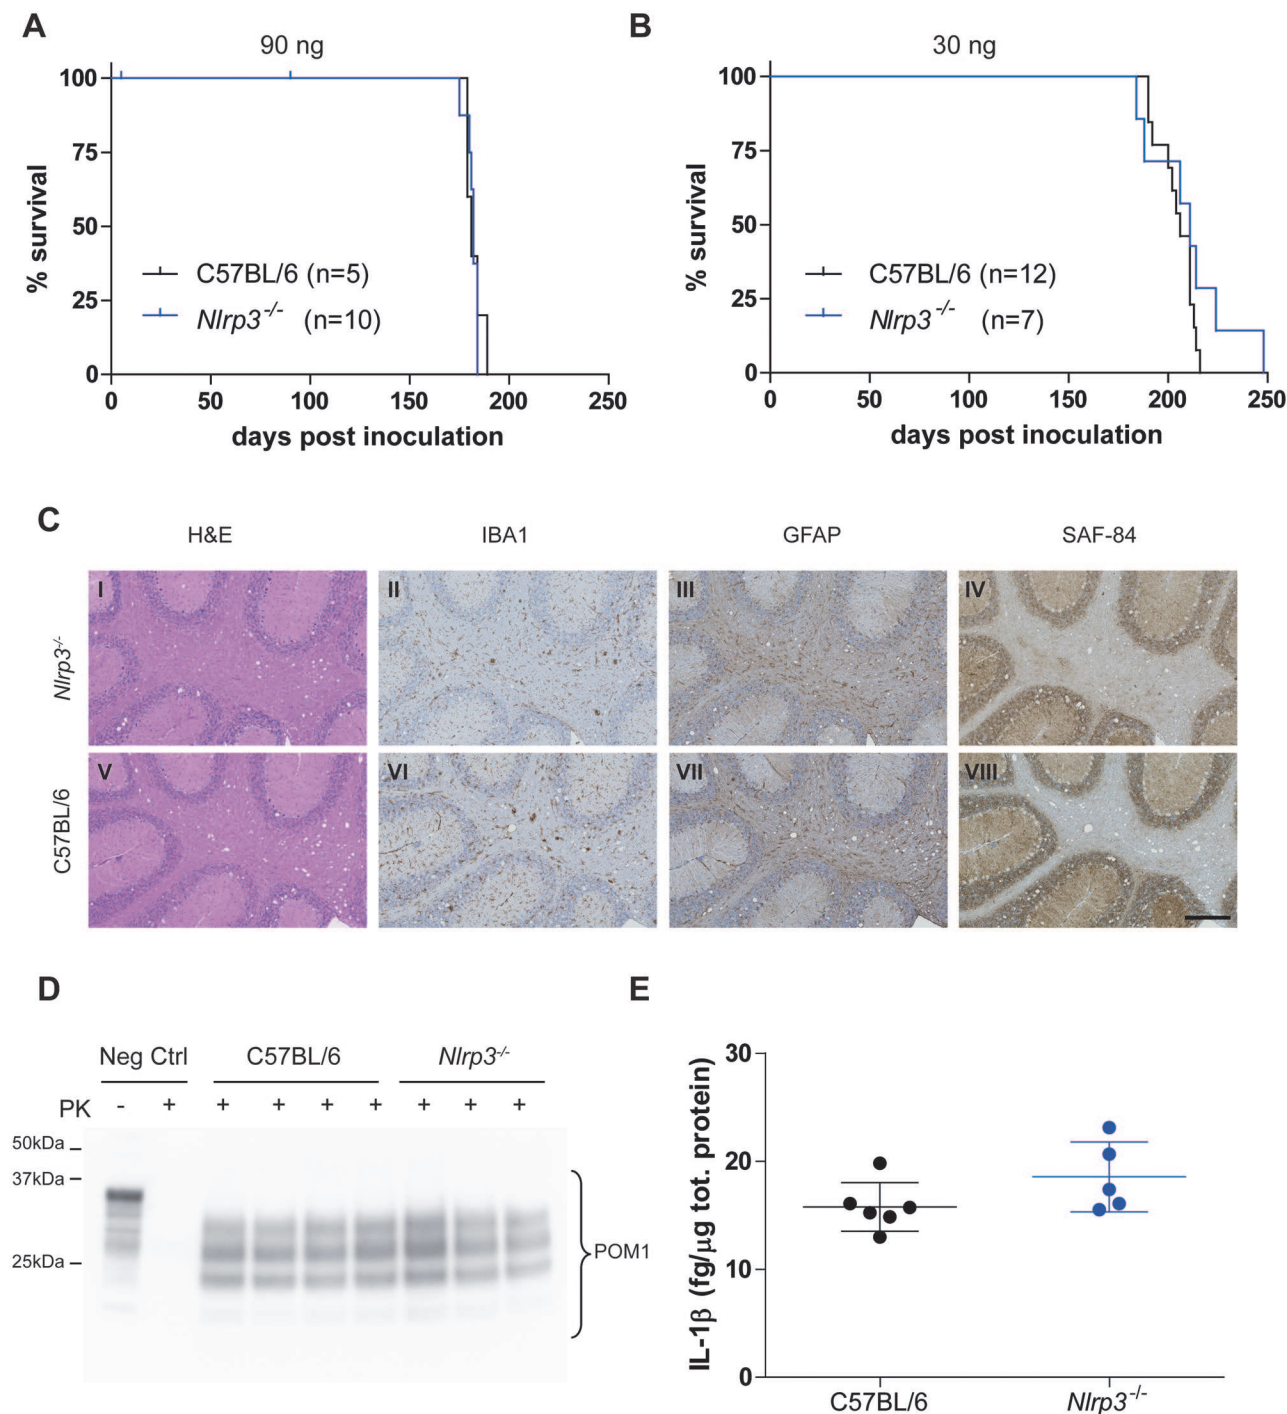 A
90 ng
100
75
50
25
0
% survival
C57BL/6 (n=5)
Nlrp3-/- (n=10)
0 50 100 150 200 250
days post inoculation
B
30 ng
100
75
50
25
0
% survival
C57BL/6 (n=12)
Nlrp3-/- (n=7)
0 50 100 150 200 250
days post inoculation
C
H&E IBA1 GFAP SAF-84
Nlrp3-/-
I II III IV
C57BL/6
V VI VII VIII
D
Neg Ctrl C57BL/6 Nlrp3-/-
PK - + + + + + + + +
50kDa
37kDa
25kDa
POM1
E
30
20
10
0
IL-1β (fg/μg tot. protein)
C57BL/6 Nlrp3-/-